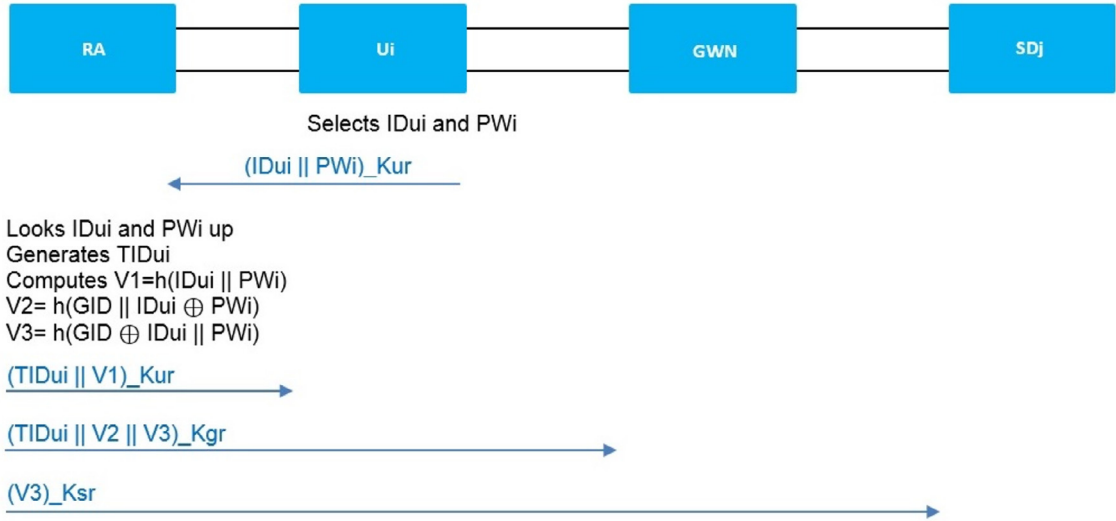 RA
Ui
GWN
SDj
Selects IDui and PWi
(IDui || PWi)_Kur
Looks IDui and PWi up
Generates TIDui
Computes V1=h(IDui || PWi)
V2= h(GID || IDui ⊕ PWi)
V3= h(GID ⊕ IDui || PWi)
(TIDui || V1)_Kur
(TIDui || V2 || V3)_Kgr
(V3)_Ksr